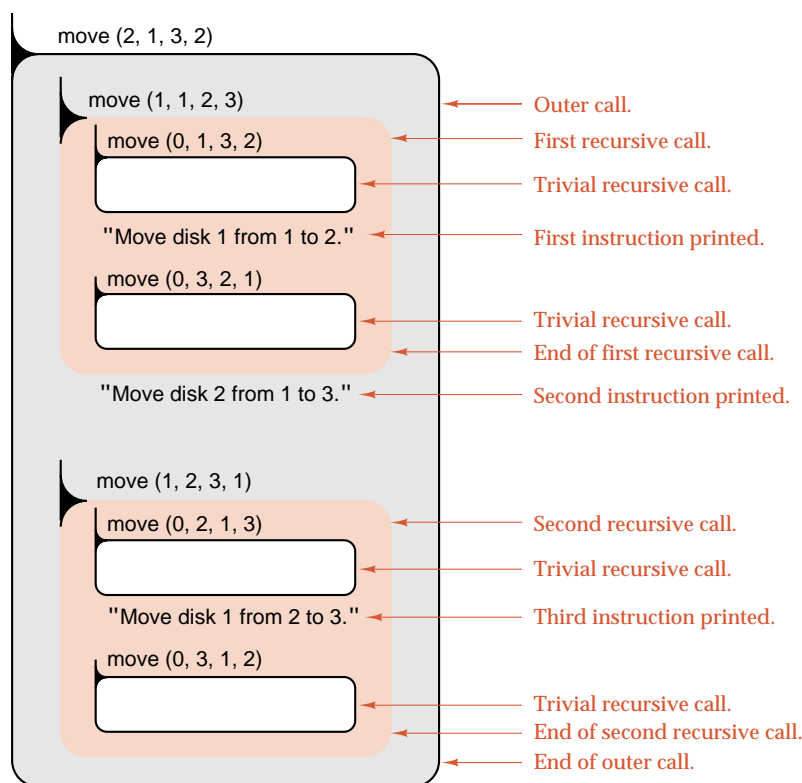 move (2, 1, 3, 2)
move (1, 1, 2, 3)
Outer call.
move (0, 1, 3, 2)
First recursive call.
Trivial recursive call.
"Move disk 1 from 1 to 2."
First instruction printed.
move (0, 3, 2, 1)
Trivial recursive call.
End of first recursive call.
"Move disk 2 from 1 to 3."
Second instruction printed.
move (1, 2, 3, 1)
move (0, 2, 1, 3)
Second recursive call.
Trivial recursive call.
"Move disk 1 from 2 to 3."
Third instruction printed.
move (0, 3, 1, 2)
Trivial recursive call.
End of second recursive call.
End of outer call.